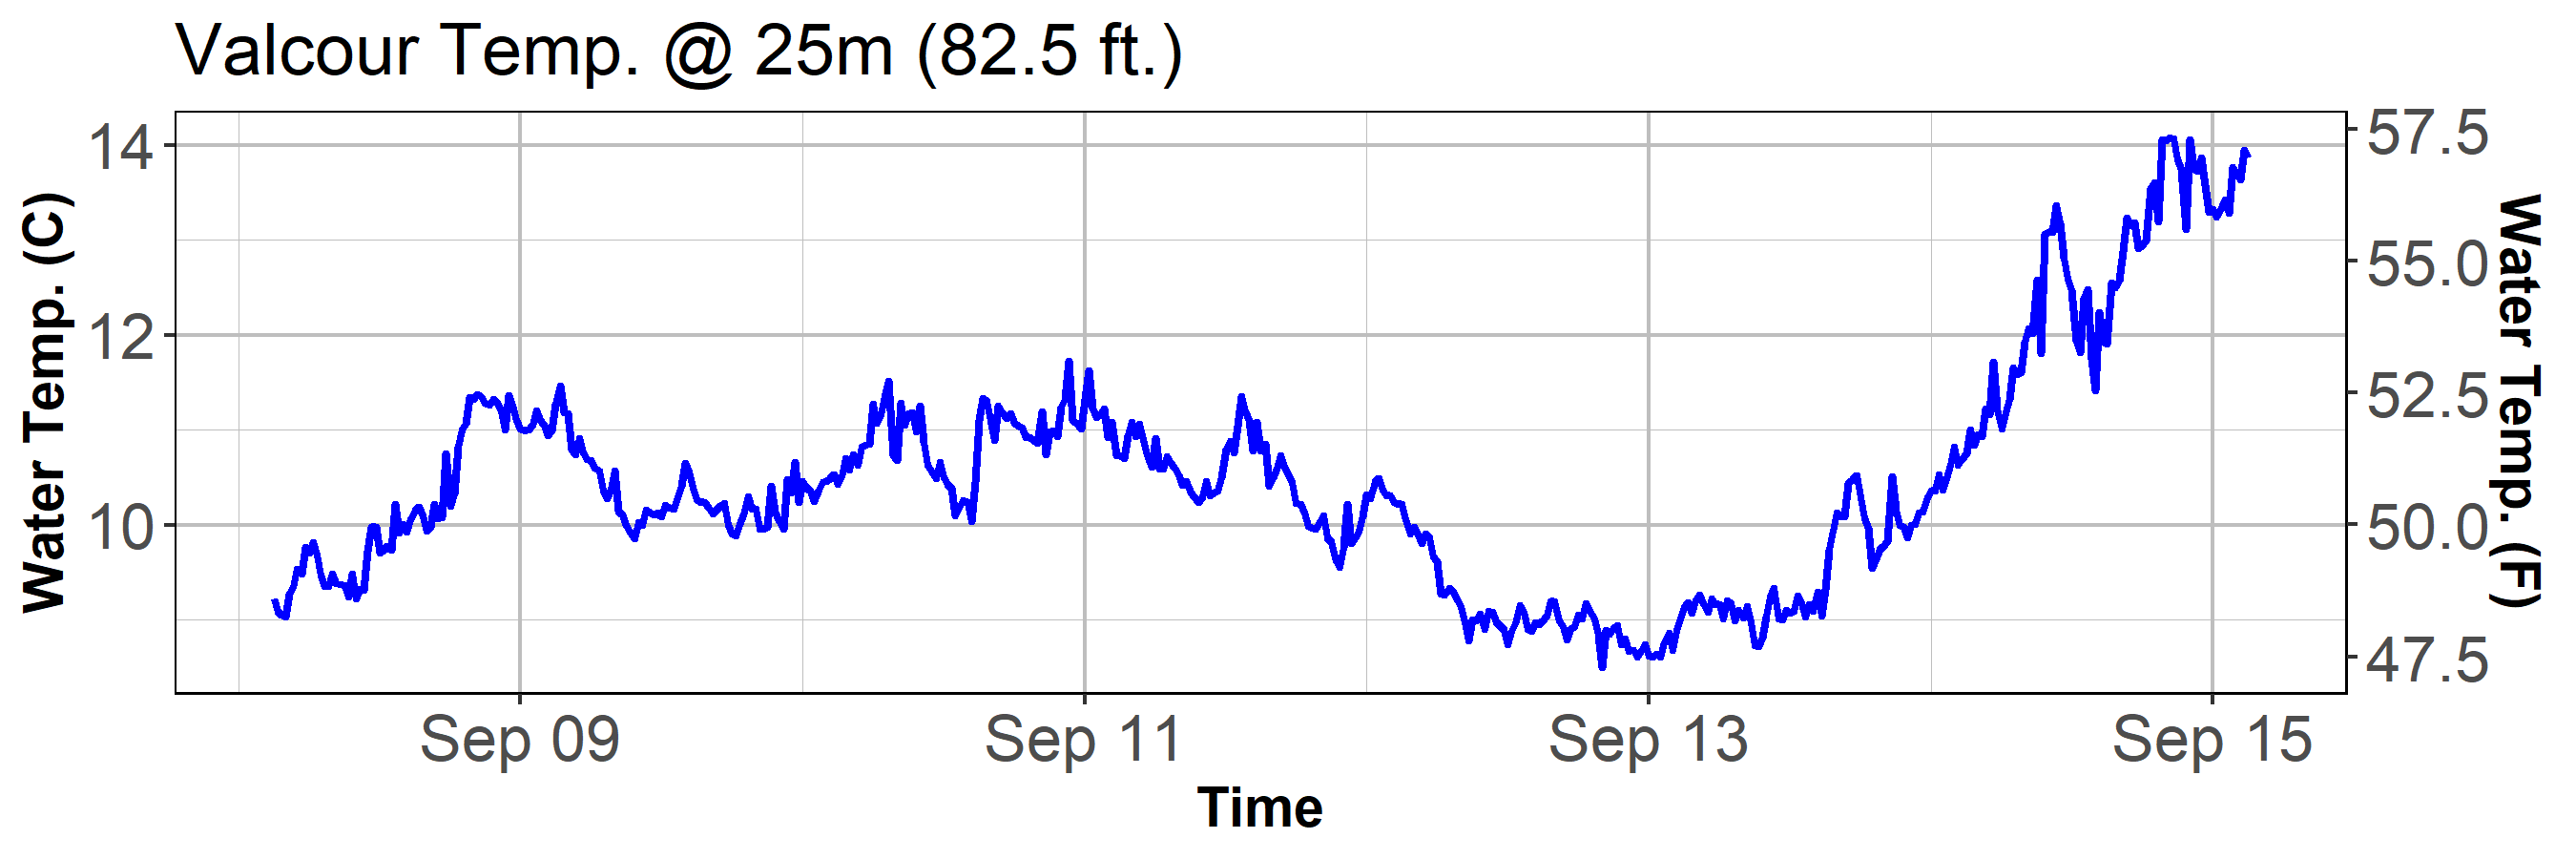 Valcour Temp. @ 25m (82.5 ft.)
Water Temp. (C)
14
12
10
57.5
55.0
52.5
50.0
47.5
Water Temp. (F)
Sep 09
Sep 11
Sep 13
Sep 15
Time